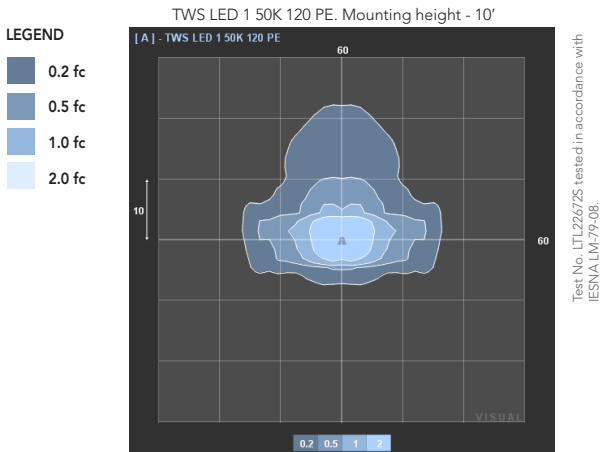 TWS LED 1 50K 120 PE. Mounting height - 10’
LEGEND
0.2 fc
0.5 fc
1.0 fc
2.0 fc
[ A ] - TWS LED 1 50K 120 PE
60
10
A
60
VISUAL
0.2 0.5 1 2
Test No. LTL22672S tested in accordance with
IESNA LM-79-08.